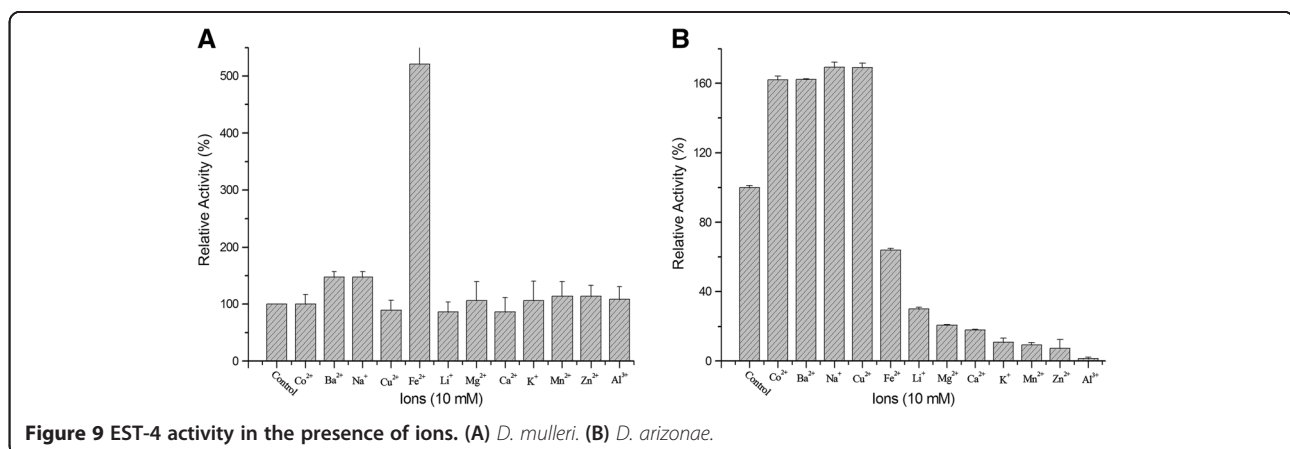 A
B
Relative Activity (%)
500
400
300
200
150
100
50
0
Control Co²⁺ Ba²⁺ Na⁺ Cu²⁺ Fe²⁺ Li⁺ Mg²⁺ Ca²⁺ K⁺ Mn²⁺ Zn²⁺ Al³⁺
Ions (10 mM)
Relative Activity (%)
160
120
80
40
0
Control Co²⁺ Ba²⁺ Na⁺ Cu²⁺ Fe²⁺ Li⁺ Mg²⁺ Ca²⁺ K⁺ Mn²⁺ Zn²⁺ Al³⁺
Ions (10 mM)
Figure 9 EST-4 activity in the presence of ions. (A) D. mulleri. (B) D. arizonae.